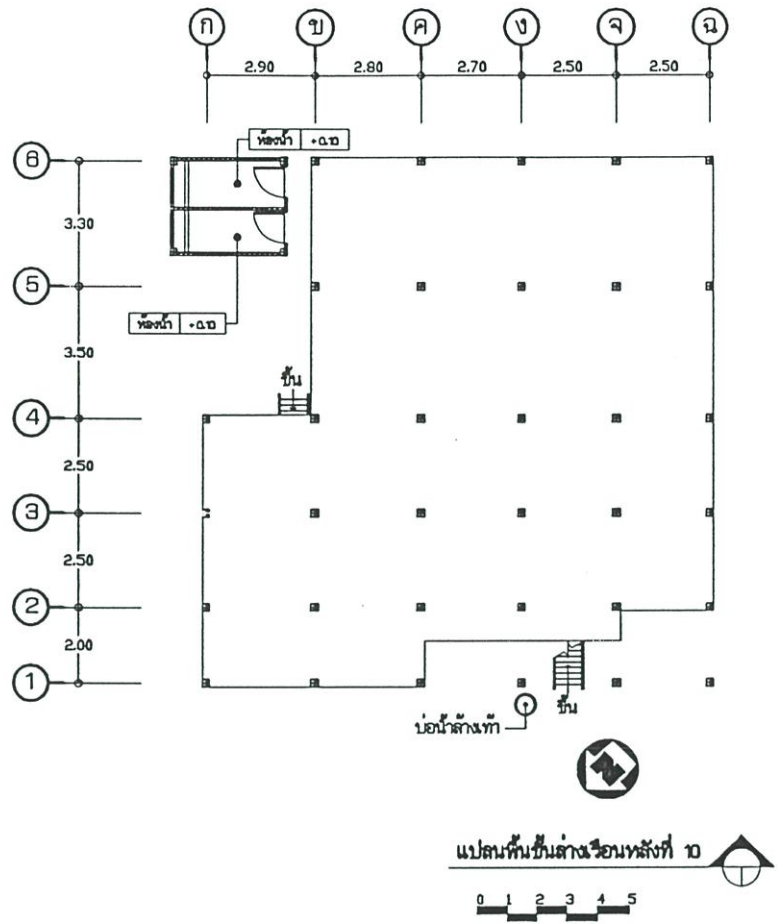 ก ข ค ง จ ฉ
2.90 2.80 2.70 2.50 2.50
ห้องน้ำ +0.10
6
3.30
5
ห้องน้ำ +0.10
3.50
ขึ้น
4
2.50
3
2.50
2
2.00
1
ขึ้น
บ่อน้ำล้างเท้า
แปลนพื้นชั้นล่างเรือนหลังที่ 10
0 1 2 3 4 5